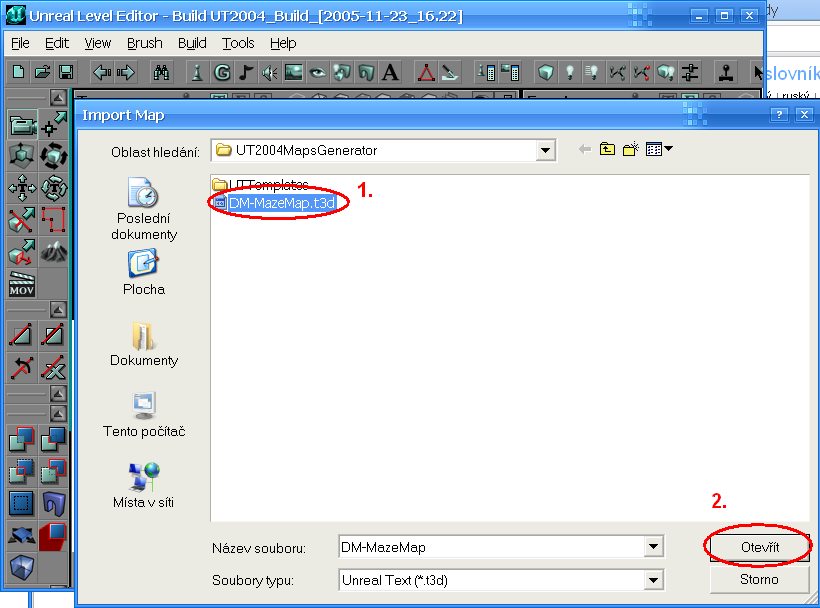 Unreal Level Editor - Build UT2004_Build_[2005-11-23_16.22]
File Edit View Brush Build Tools Help
slovník
ruský
MOV
Import Map
Oblast hledání: UT2004MapsGenerator
UTTemplates
DM-MazeMap.t3d
1.
Poslední
dokumenty
Plocha
Dokumenty
Tento počítač
Místa v síti
2.
Název souboru: DM-MazeMap Otevřít
Soubory typu: Unreal Text (*.t3d) Storno